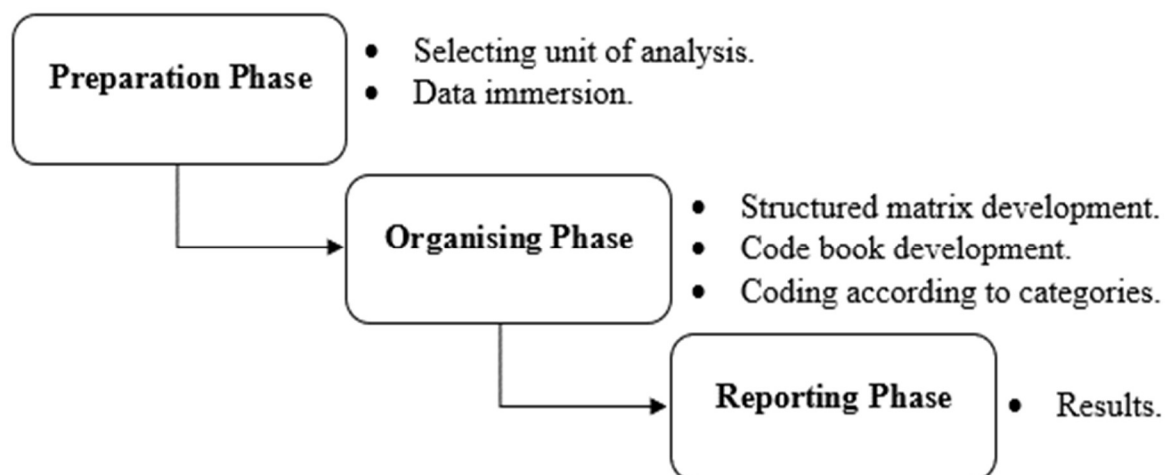 Preparation Phase
• Selecting unit of analysis.
• Data immersion.
Organising Phase
• Structured matrix development.
• Code book development.
• Coding according to categories.
Reporting Phase
• Results.